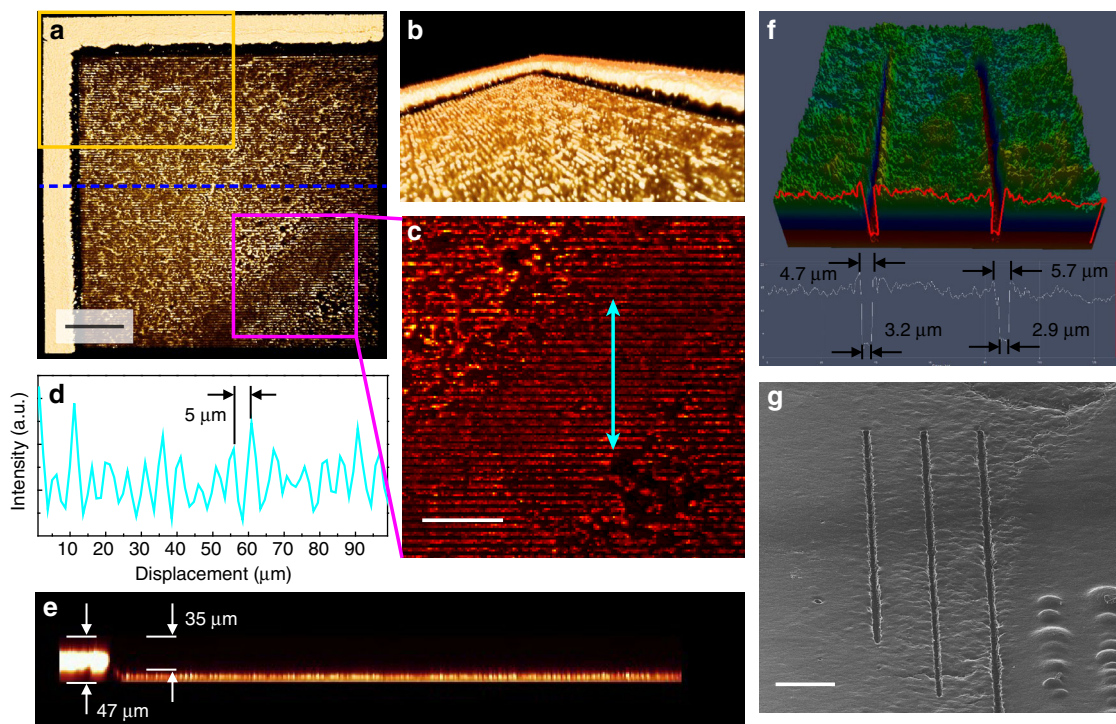 a
b
f
4.7 μm
5.7 μm
3.2 μm
2.9 μm
c
d
5 μm
Intensity (a.u.)
10 20 30 40 50 60 70 80 90
Displacement (μm)
g
e
35 μm
47 μm